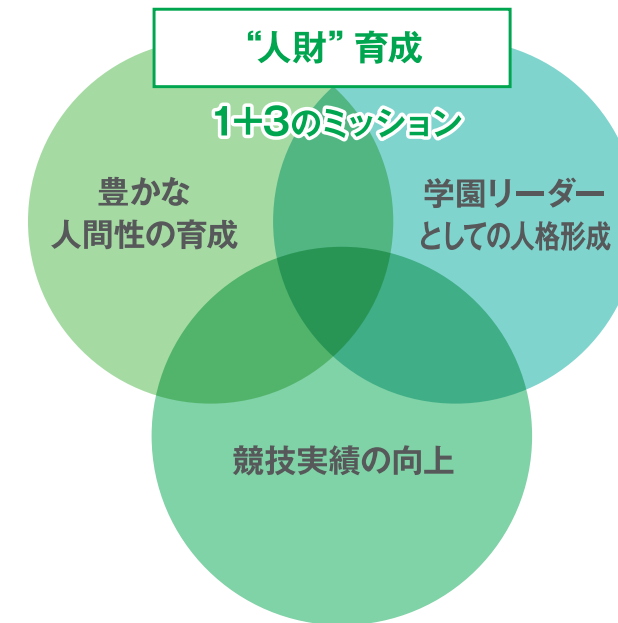 “人財” 育成
1+3のミッション
豊かな
人間性の育成
学園リーダー
としての人格形成
競技実績の向上